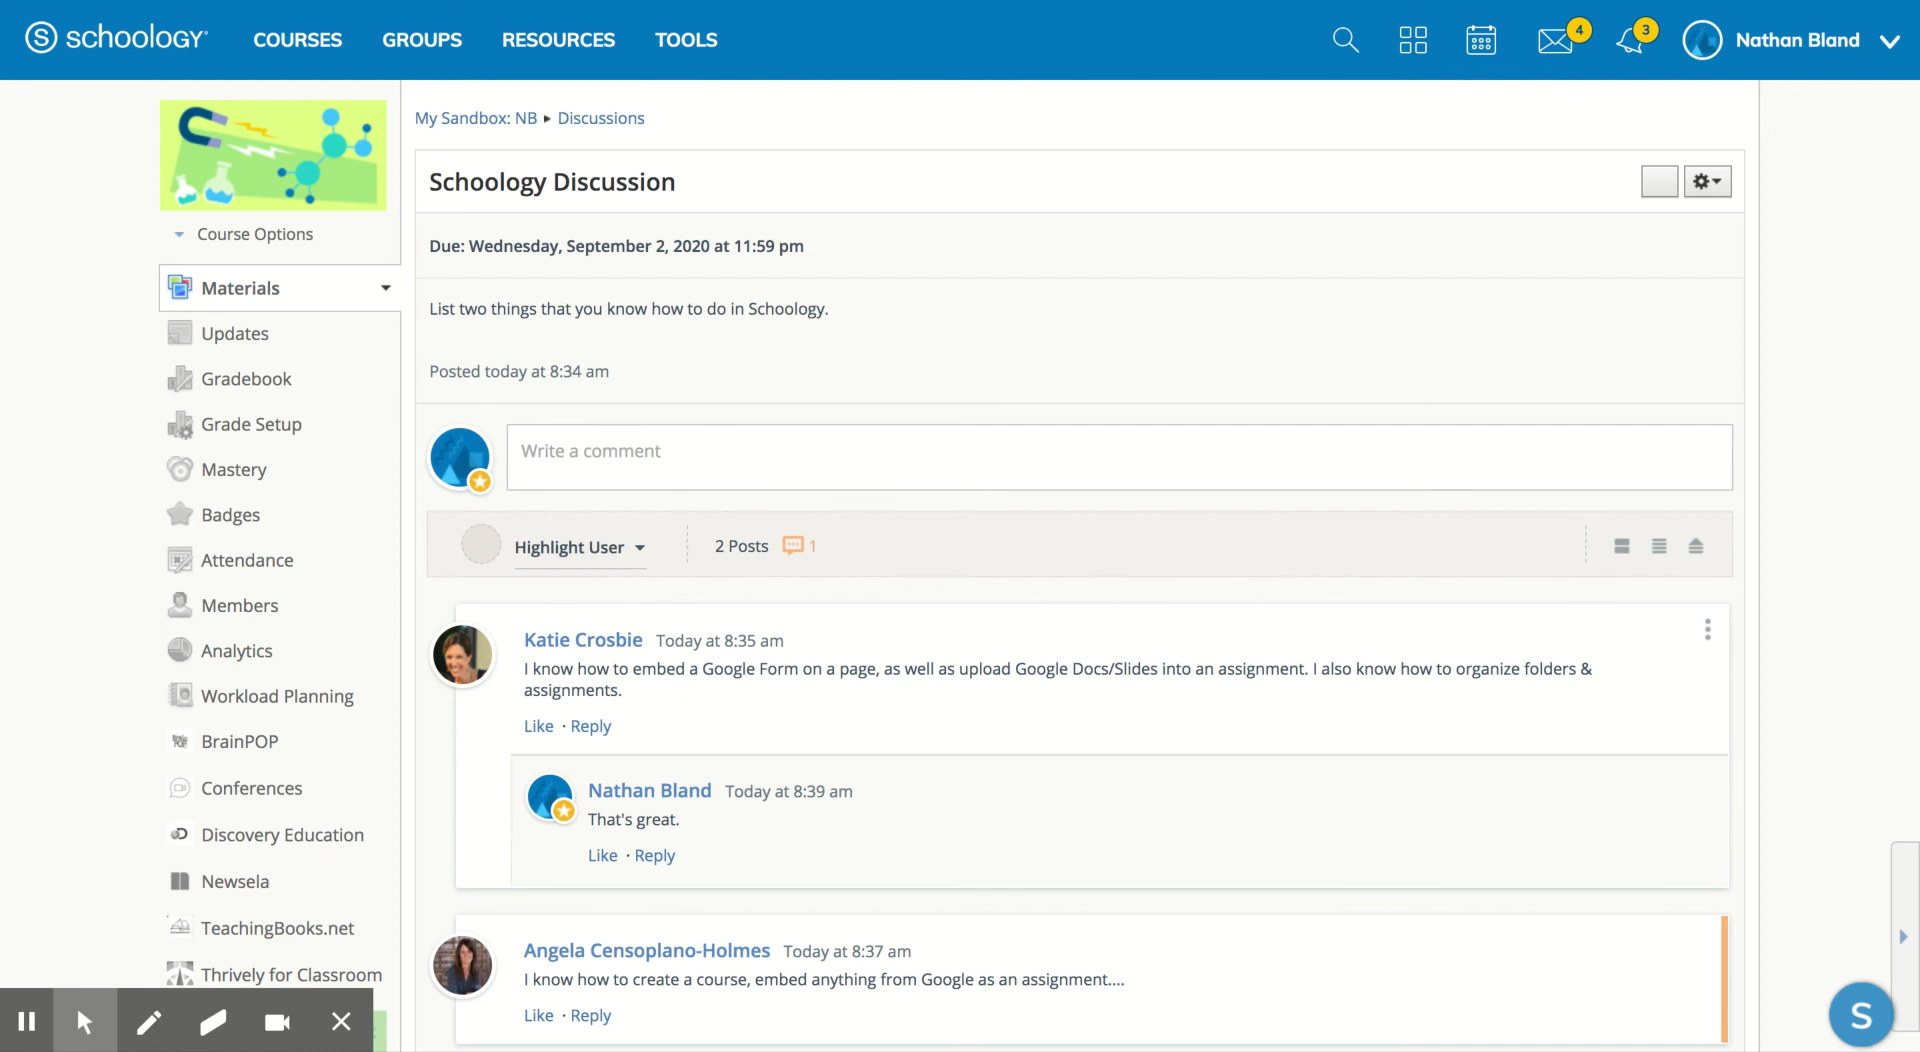 schoology COURSES GROUPS RESOURCES TOOLS 4 3 Nathan Bland
My Sandbox: NB ▸ Discussions
Schoology Discussion
Due: Wednesday, September 2, 2020 at 11:59 pm
List two things that you know how to do in Schoology.
Posted today at 8:34 am
Write a comment
Highlight User 2 Posts 1
Katie Crosbie Today at 8:35 am
I know how to embed a Google Form on a page, as well as upload Google Docs/Slides into an assignment. I also know how to organize folders &
assignments.
Like · Reply
Nathan Bland Today at 8:39 am
That's great.
Like · Reply
Angela Censoplano-Holmes Today at 8:37 am
I know how to create a course, embed anything from Google as an assignment....
Like · Reply
Course Options
Materials
Updates
Gradebook
Grade Setup
Mastery
Badges
Attendance
Members
Analytics
Workload Planning
BrainPOP
Conferences
Discovery Education
Newsela
TeachingBooks.net
Thrively for Classroom
S